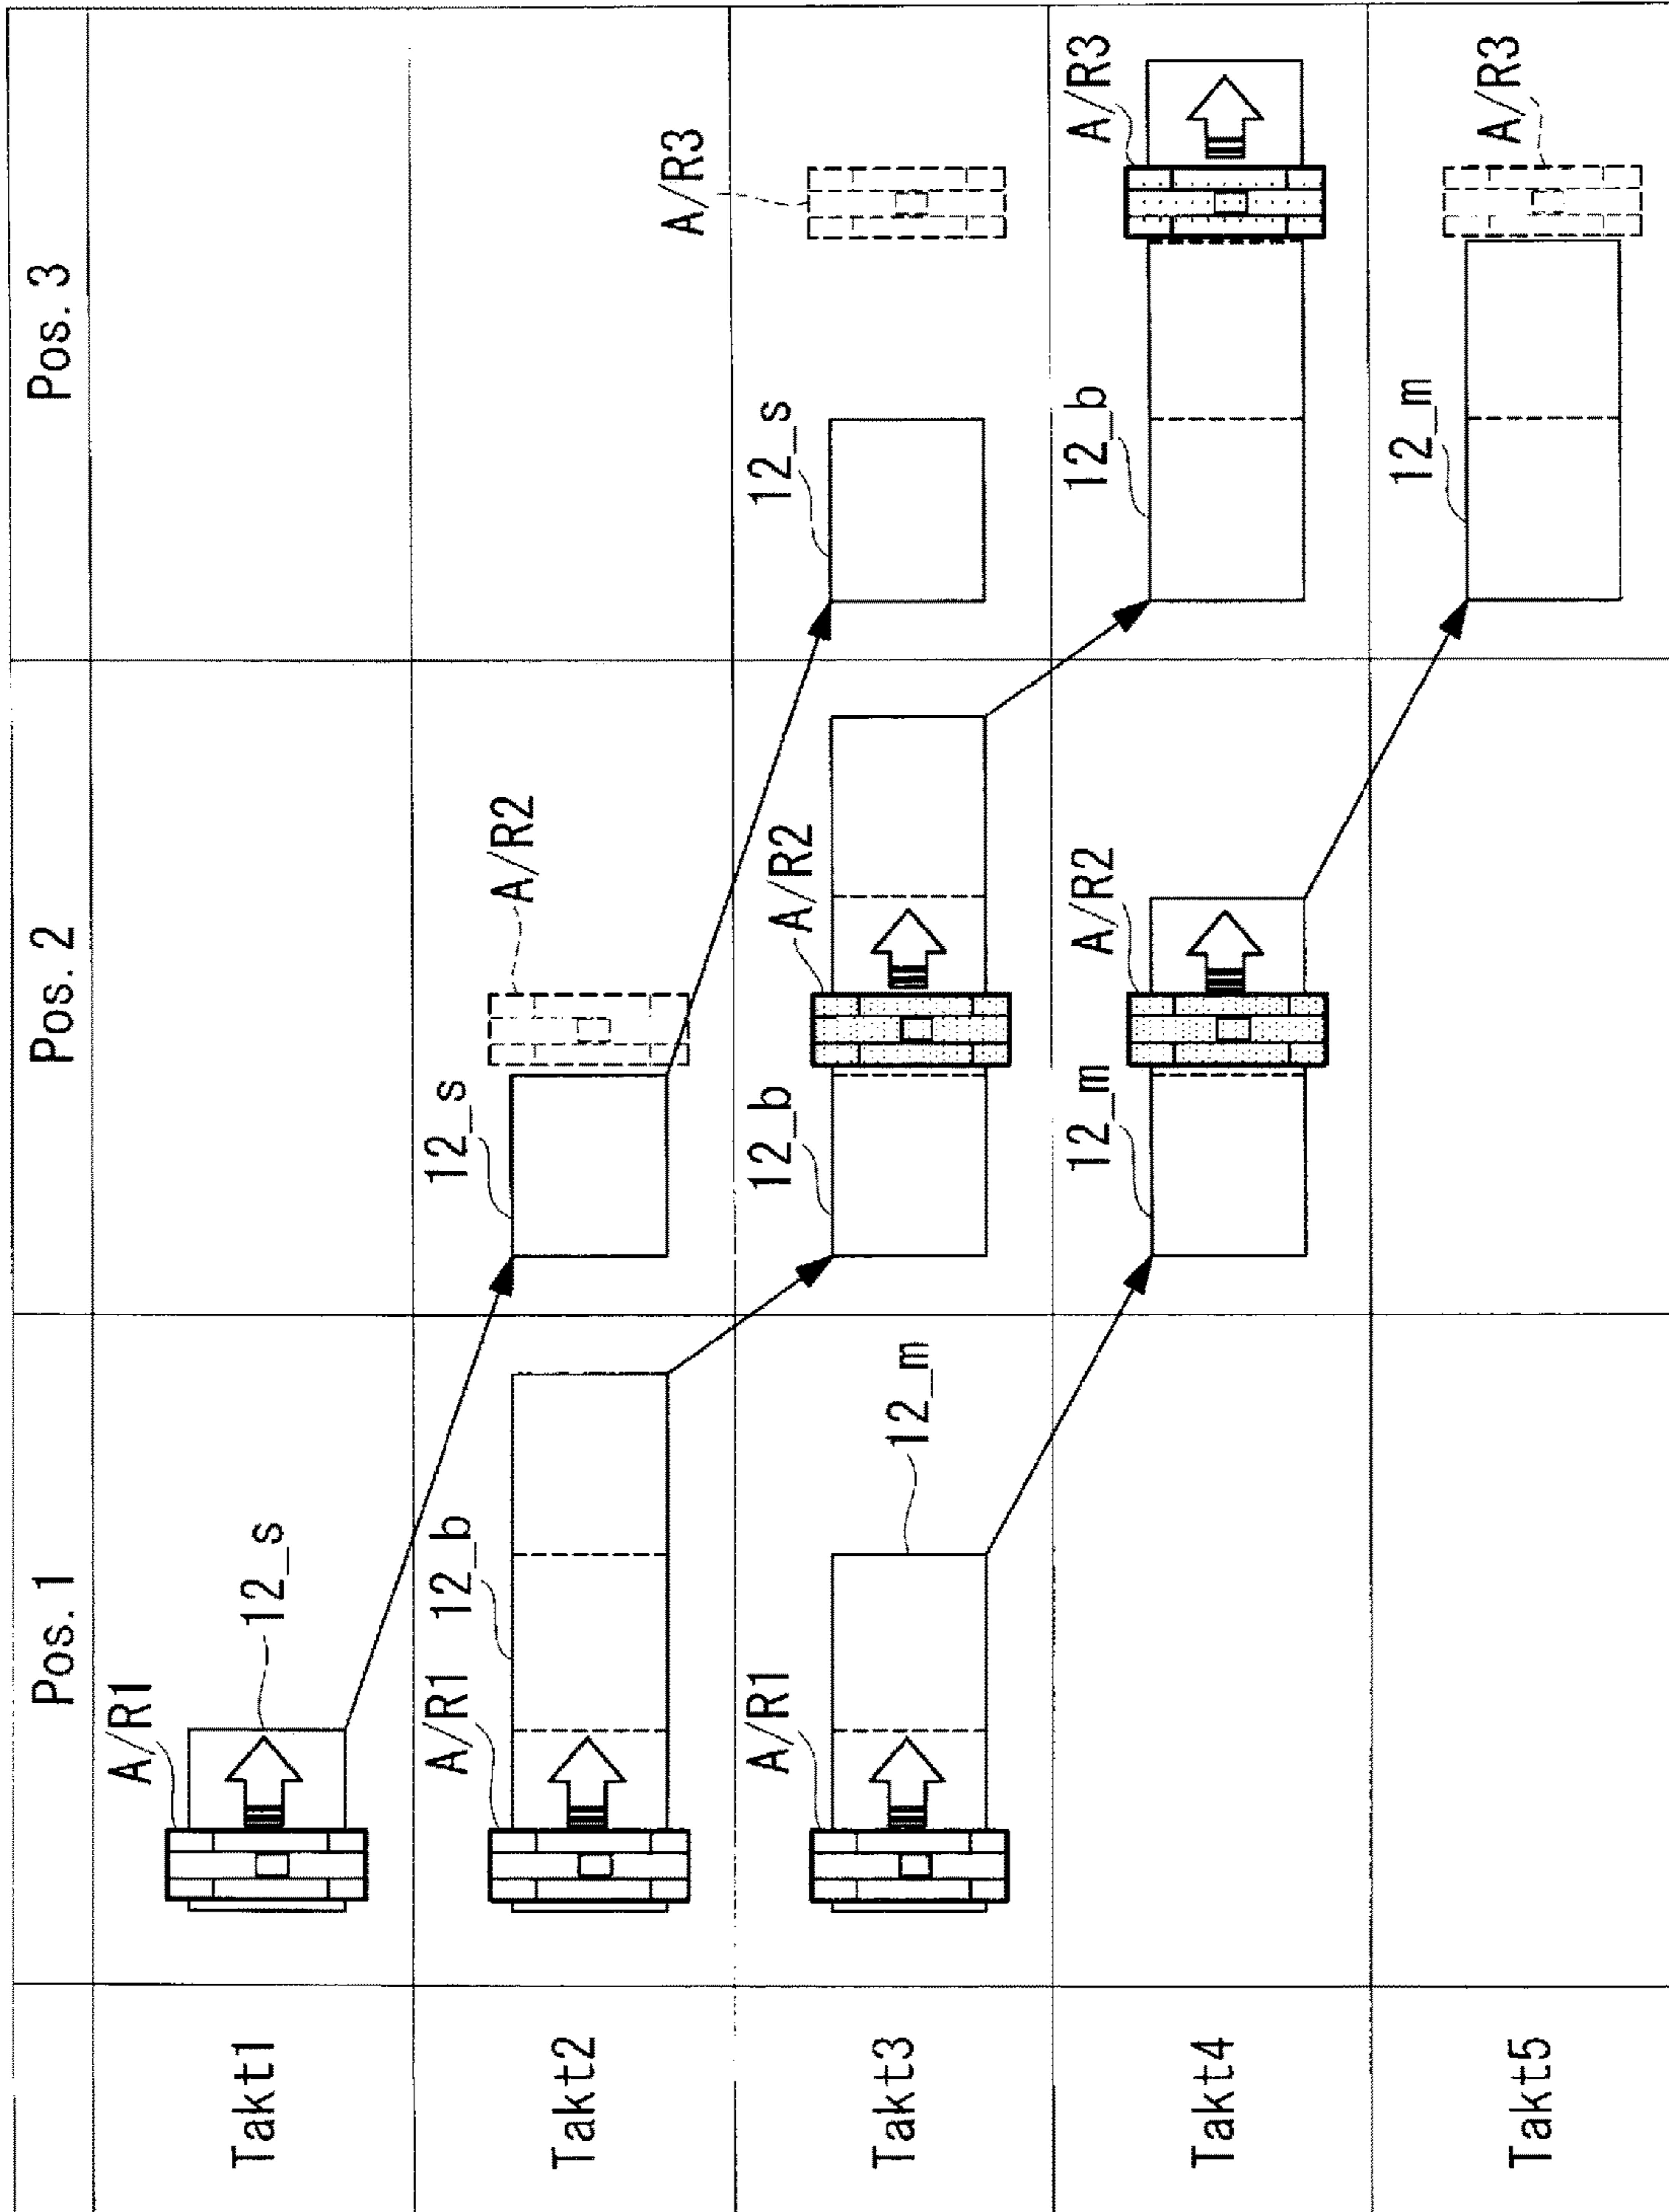 Pos. 1
Pos. 2
Pos. 3
Takt1
A/R1
12_s
Takt2
A/R1
12_b
12_s
A/R2
Takt3
A/R1
12_m
12_b
A/R2
12_s
A/R3
Takt4
12_m
A/R2
12_b
A/R3
Takt5
12_m
A/R3